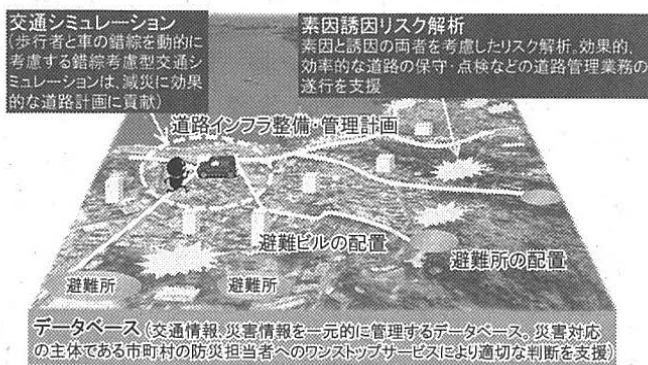 交通シミュレーション
(歩行者と車の錯綜を動的に
考慮する錯綜考慮型交通シ
ミュレーションは、減災に効果
的な道路計画に貢献)
素因誘因リスク解析
素因と誘因の両者を考慮したリスク解析。効果的、
効率的な道路の保守・点検などの道路管理業務の
遂行を支援
道路インフラ整備・管理計画
避難ビルの配置
避難所の配置
避難所
避難所
データベース(交通情報、災害情報を一元的に管理するデータベース。災害対応
の主体である市町村の防災担当者へのワンストップサービスにより適切な判断を支援)